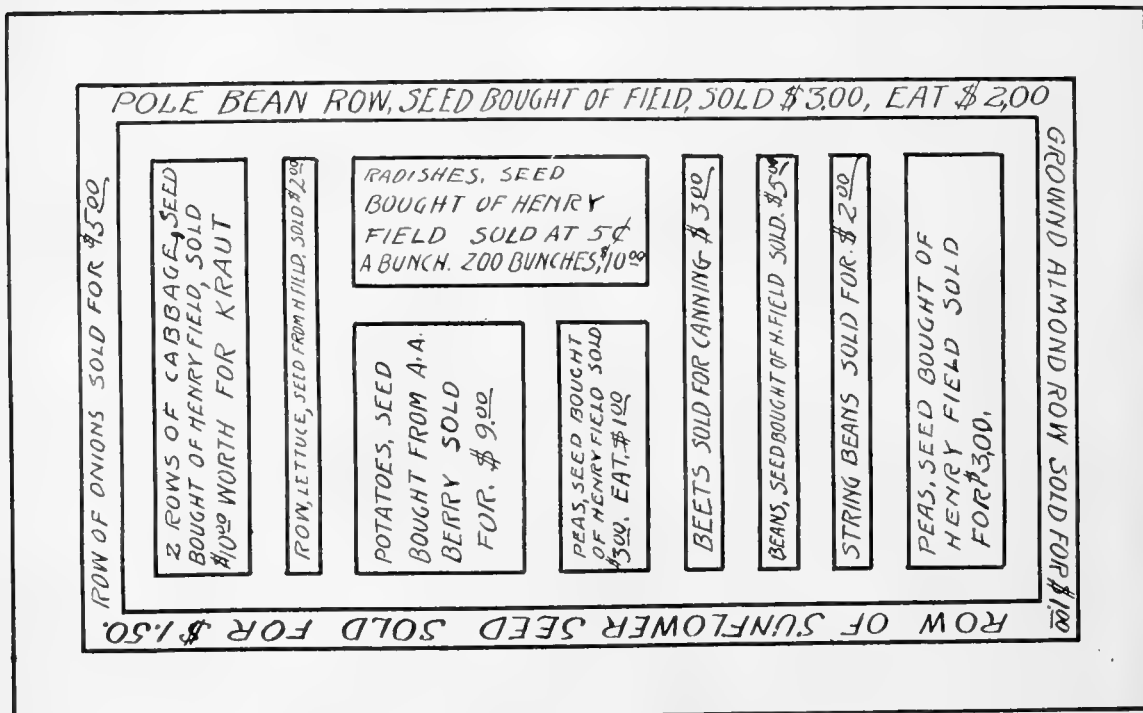 POLE BEAN ROW, SEED BOUGHT OF FIELD, SOLD $3.00, EAT $2,00
ROW OF ONIONS SOLD FOR $5.00
2 ROWS OF CABBAGE, SEED
BOUGHT OF HENRY FIELD, SOLD
$10.00 WORTH FOR KRAUT
ROW, LETTUCE, SEED FROM H FIELD, SOLD $2.00
RADISHES, SEED
BOUGHT OF HENRY
FIELD SOLD AT 5¢
A BUNCH. 200 BUNCHES, $10.00
POTATOES, SEED
BOUGHT FROM A.A.
BERRY SOLD
FOR. $ 9.00
PEAS, SEED BOUGHT
OF HENRY FIELD SOLD
$3.00. EAT. $1.00
BEETS SOLD FOR CANNING $3.00
BEANS, SEED BOUGHT OF H. FIELD SOLD. $5.00
STRING BEANS SOLD FOR. $2.00
PEAS, SEED BOUGHT OF
HENRY FIELD SOLD
FOR $3,00.
GROWND ALMOND ROW SOLD FOR $1.00
ROW OF SUNFLOWER SEED SOLD FOR $1.50.